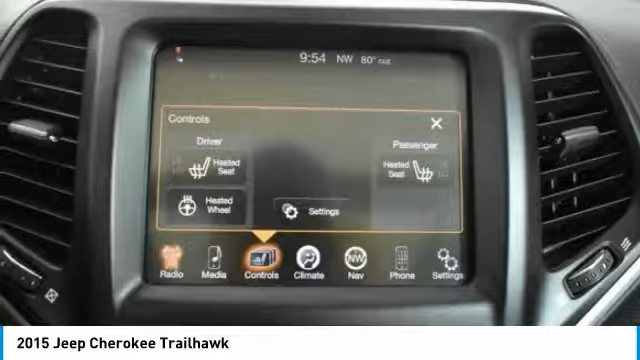 9:54 NW 80° out
Controls
Driver
Passenger
Heated
Seat
Heated
Seat
Heated
Wheel
Settings
NW
Radio Media Controls Climate Nav Phone Settings
2015 Jeep Cherokee Trailhawk